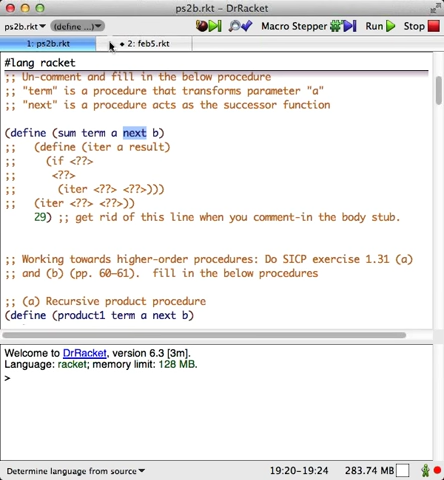 ps2b.rkt - DrRacket
ps2b.rkt (define ...) Macro Stepper Run Stop
1: ps2b.rkt 2: feb5.rkt
#lang racket
;; Un-comment and fill in the below procedure
;; "term" is a procedure that transforms parameter "a"
;; "next" is a procedure acts as the successor function
(define (sum term a next b)
;; (define (iter a result)
;; (if <??>
;; <??>
;; (iter <??> <??>)))
;; (iter <??> <??>))
29) ;; get rid of this line when you comment-in the body stub.
;; Working towards higher-order procedures: Do SICP exercise 1.31 (a)
;; and (b) (pp. 60-61). fill in the below procedures
;; (a) Recursive product procedure
(define (product1 term a next b)
Welcome to DrRacket, version 6.3 [3m].
Language: racket; memory limit: 128 MB.
>
Determine language from source 19:20-19:24 283.74 MB